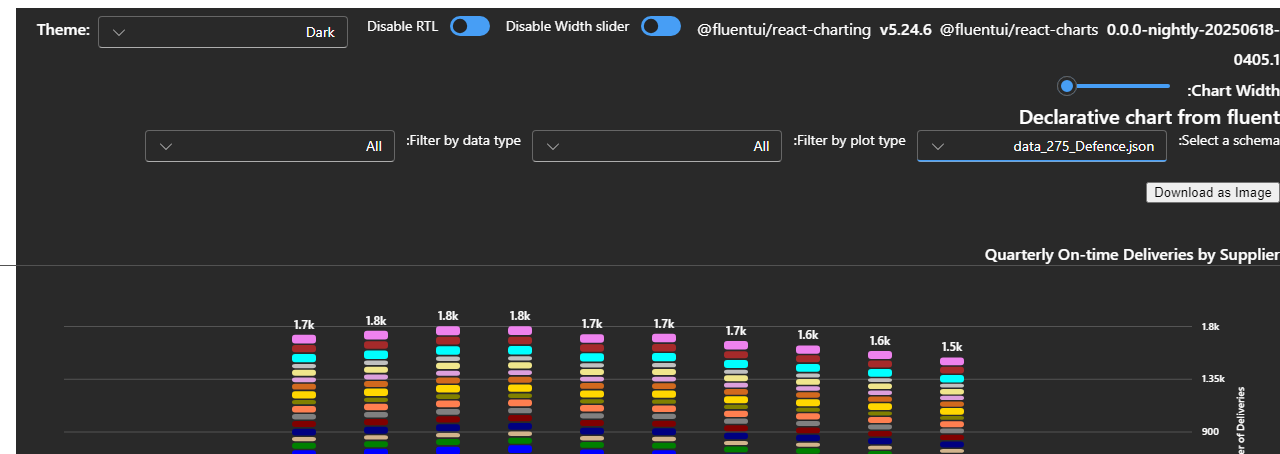 Theme: Dark Disable RTL Disable Width slider @fluentui/react-charting v5.24.6 @fluentui/react-charts 0.0.0-nightly-20250618-
0405.1
:Chart Width
Declarative chart from fluent
:Select a schema data_275_Defence.json :Filter by plot type All :Filter by data type All
Download as Image
Quarterly On-time Deliveries by Supplier
1.7k 1.8k 1.8k 1.8k 1.7k 1.7k 1.7k 1.6k 1.6k 1.5k
1.8k
1.35k
900
of Deliveries